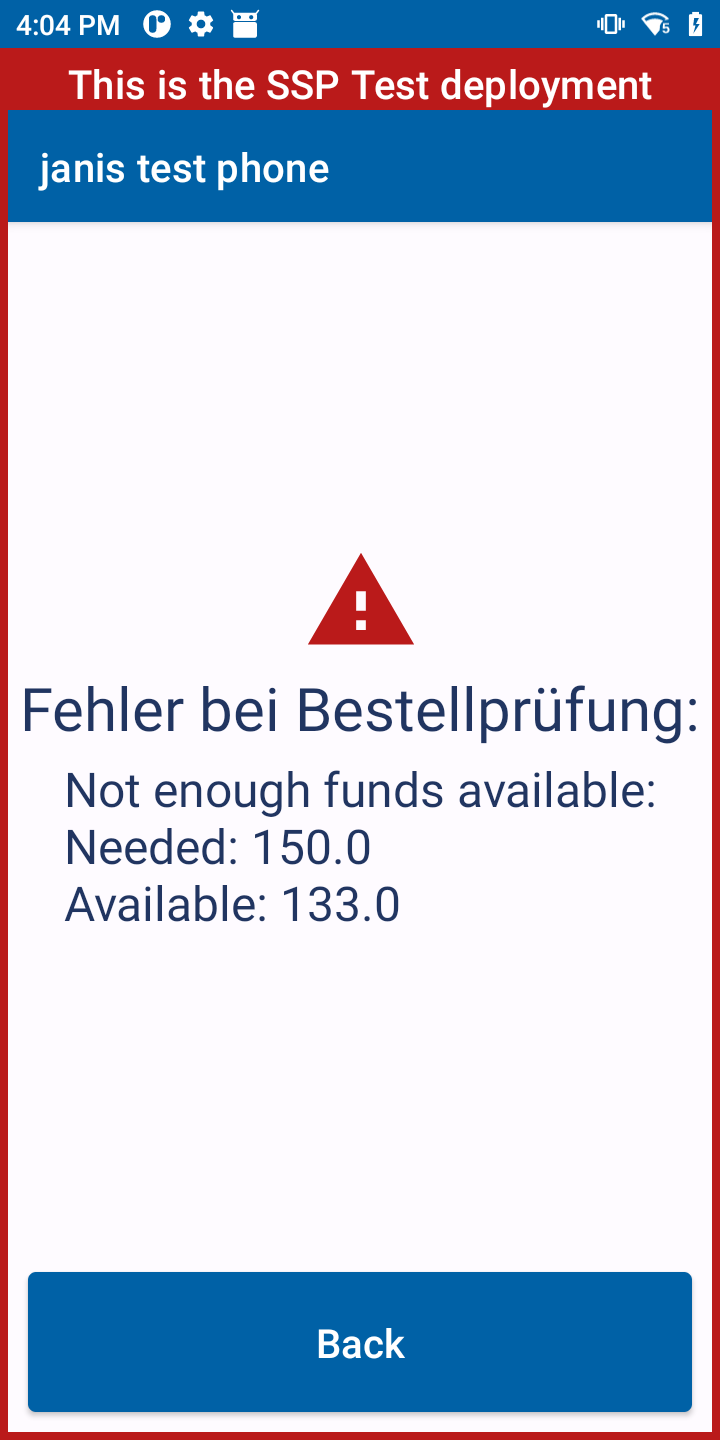 4:04 PM
5
This is the SSP Test deployment
janis test phone
Fehler bei Bestellprüfung:
Not enough funds available:
Needed: 150.0
Available: 133.0
Back